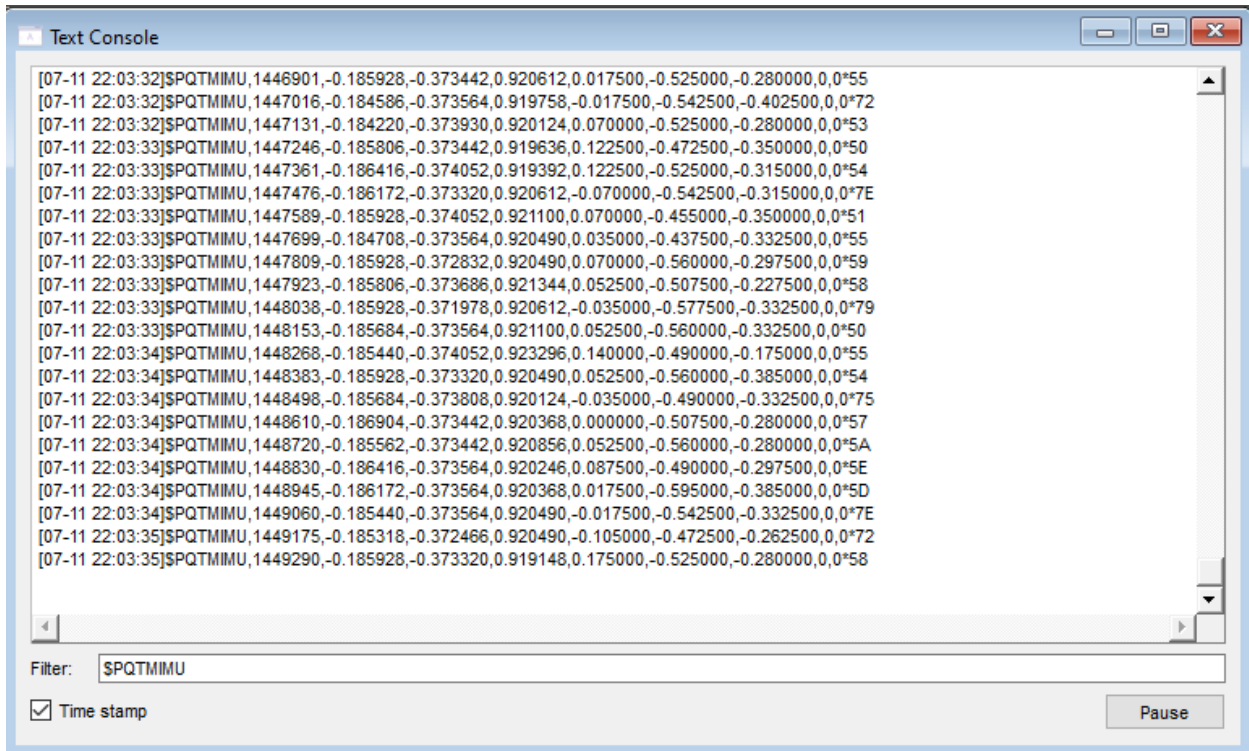 Text Console
[07-11 22:03:32]$PQTMIMU,1446901,-0.185928,-0.373442,0.920612,0.017500,-0.525000,-0.280000,0,0*55
[07-11 22:03:32]$PQTMIMU,1447016,-0.184586,-0.373564,0.919758,-0.017500,-0.542500,-0.402500,0,0*72
[07-11 22:03:32]$PQTMIMU,1447131,-0.184220,-0.373930,0.920124,0.070000,-0.525000,-0.280000,0,0*53
[07-11 22:03:33]$PQTMIMU,1447246,-0.185806,-0.373442,0.919636,0.122500,-0.472500,-0.350000,0,0*50
[07-11 22:03:33]$PQTMIMU,1447361,-0.186416,-0.374052,0.919392,0.122500,-0.525000,-0.315000,0,0*54
[07-11 22:03:33]$PQTMIMU,1447476,-0.186172,-0.373320,0.920612,-0.070000,-0.542500,-0.315000,0,0*7E
[07-11 22:03:33]$PQTMIMU,1447589,-0.185928,-0.374052,0.921100,0.070000,-0.455000,-0.350000,0,0*51
[07-11 22:03:33]$PQTMIMU,1447699,-0.184708,-0.373564,0.920490,0.035000,-0.437500,-0.332500,0,0*55
[07-11 22:03:33]$PQTMIMU,1447809,-0.185928,-0.372832,0.920490,0.070000,-0.560000,-0.297500,0,0*59
[07-11 22:03:33]$PQTMIMU,1447923,-0.185806,-0.373686,0.921344,0.052500,-0.507500,-0.227500,0,0*58
[07-11 22:03:33]$PQTMIMU,1448038,-0.185928,-0.371978,0.920612,-0.035000,-0.577500,-0.332500,0,0*79
[07-11 22:03:33]$PQTMIMU,1448153,-0.185684,-0.373564,0.921100,0.052500,-0.560000,-0.332500,0,0*50
[07-11 22:03:34]$PQTMIMU,1448268,-0.185440,-0.374052,0.923296,0.140000,-0.490000,-0.175000,0,0*55
[07-11 22:03:34]$PQTMIMU,1448383,-0.185928,-0.373320,0.920490,0.052500,-0.560000,-0.385000,0,0*54
[07-11 22:03:34]$PQTMIMU,1448498,-0.185684,-0.373808,0.920124,-0.035000,-0.490000,-0.332500,0,0*75
[07-11 22:03:34]$PQTMIMU,1448610,-0.186904,-0.373442,0.920368,0.000000,-0.507500,-0.280000,0,0*57
[07-11 22:03:34]$PQTMIMU,1448720,-0.185562,-0.373442,0.920856,0.052500,-0.560000,-0.280000,0,0*5A
[07-11 22:03:34]$PQTMIMU,1448830,-0.186416,-0.373564,0.920246,0.087500,-0.490000,-0.297500,0,0*5E
[07-11 22:03:34]$PQTMIMU,1448945,-0.186172,-0.373564,0.920368,0.017500,-0.595000,-0.385000,0,0*5D
[07-11 22:03:34]$PQTMIMU,1449060,-0.185440,-0.373564,0.920490,-0.017500,-0.542500,-0.332500,0,0*7E
[07-11 22:03:35]$PQTMIMU,1449175,-0.185318,-0.372466,0.920490,-0.105000,-0.472500,-0.262500,0,0*72
[07-11 22:03:35]$PQTMIMU,1449290,-0.185928,-0.373320,0.919148,0.175000,-0.525000,-0.280000,0,0*58
Filter: $PQTMIMU
Time stamp
Pause